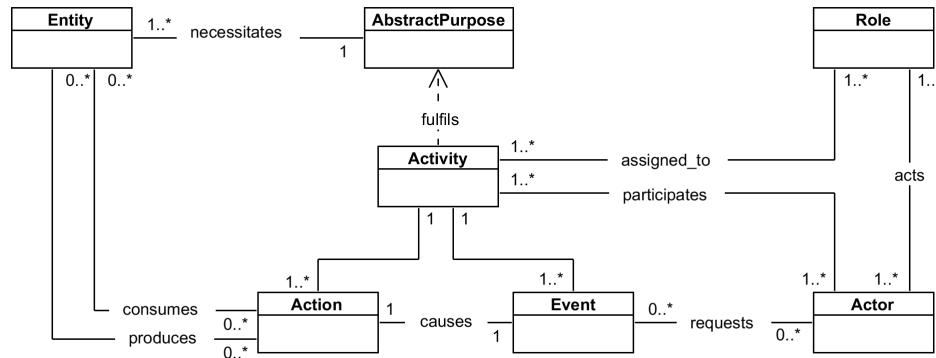 Entity
AbstractPurpose
Role
1..*
necessitates
1
0..*
0..*
1..*
1..
fulfils
Activity
1..*
assigned_to
acts
1..*
participates
1
1
1..*
1..*
1..*
1..*
Action
Event
Actor
consumes
0..*
1
causes
1
0..*
requests
0..*
produces
0..*